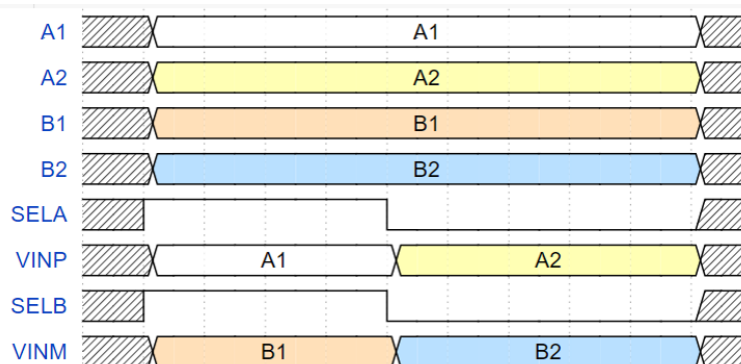 A1 A1
A2 A2
B1 B1
B2 B2
SELA
VINP A1 A2
SELB
VINM B1 B2